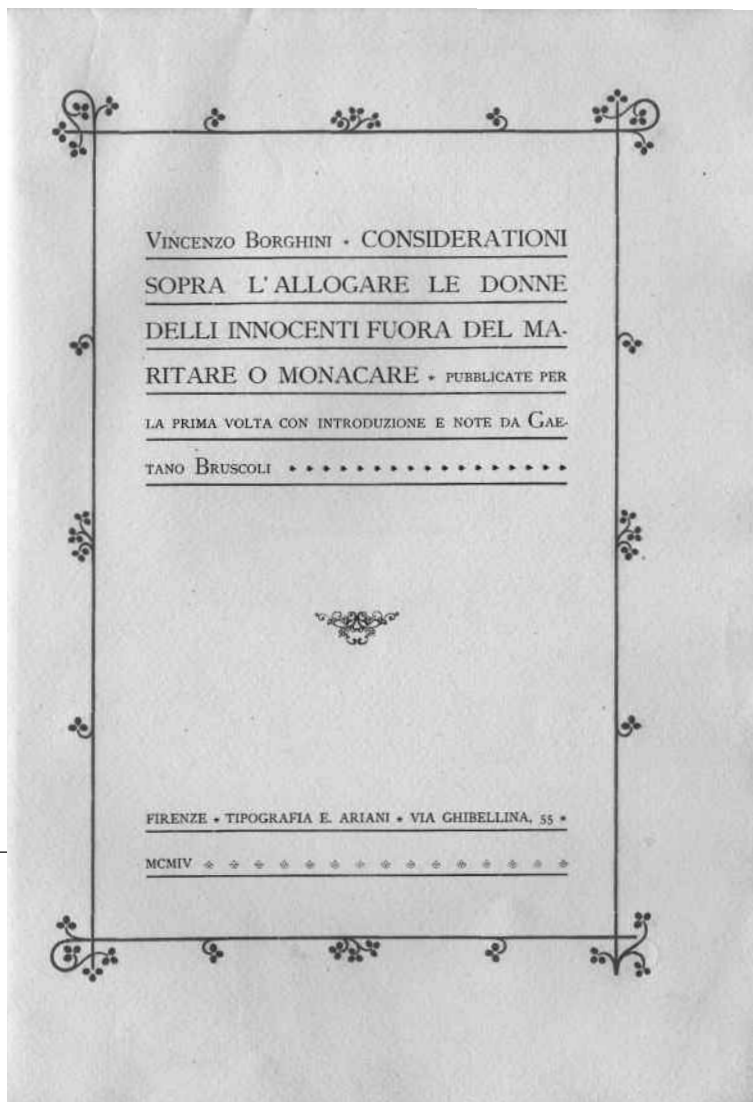 Vincenzo Borghini • CONSIDERATIONI
SOPRA L'ALLOGARE LE DONNE
DELLI INNOCENTI FUORA DEL MA-
RITARE O MONACARE • PUBBLICATE PER
LA PRIMA VOLTA CON INTRODUZIONE E NOTE DA GAE-
TANO BRUSCOLI
FIRENZE • TIPOGRAFIA E. ARIANI • VIA GHIBELLINA, 55 •
MCMIV